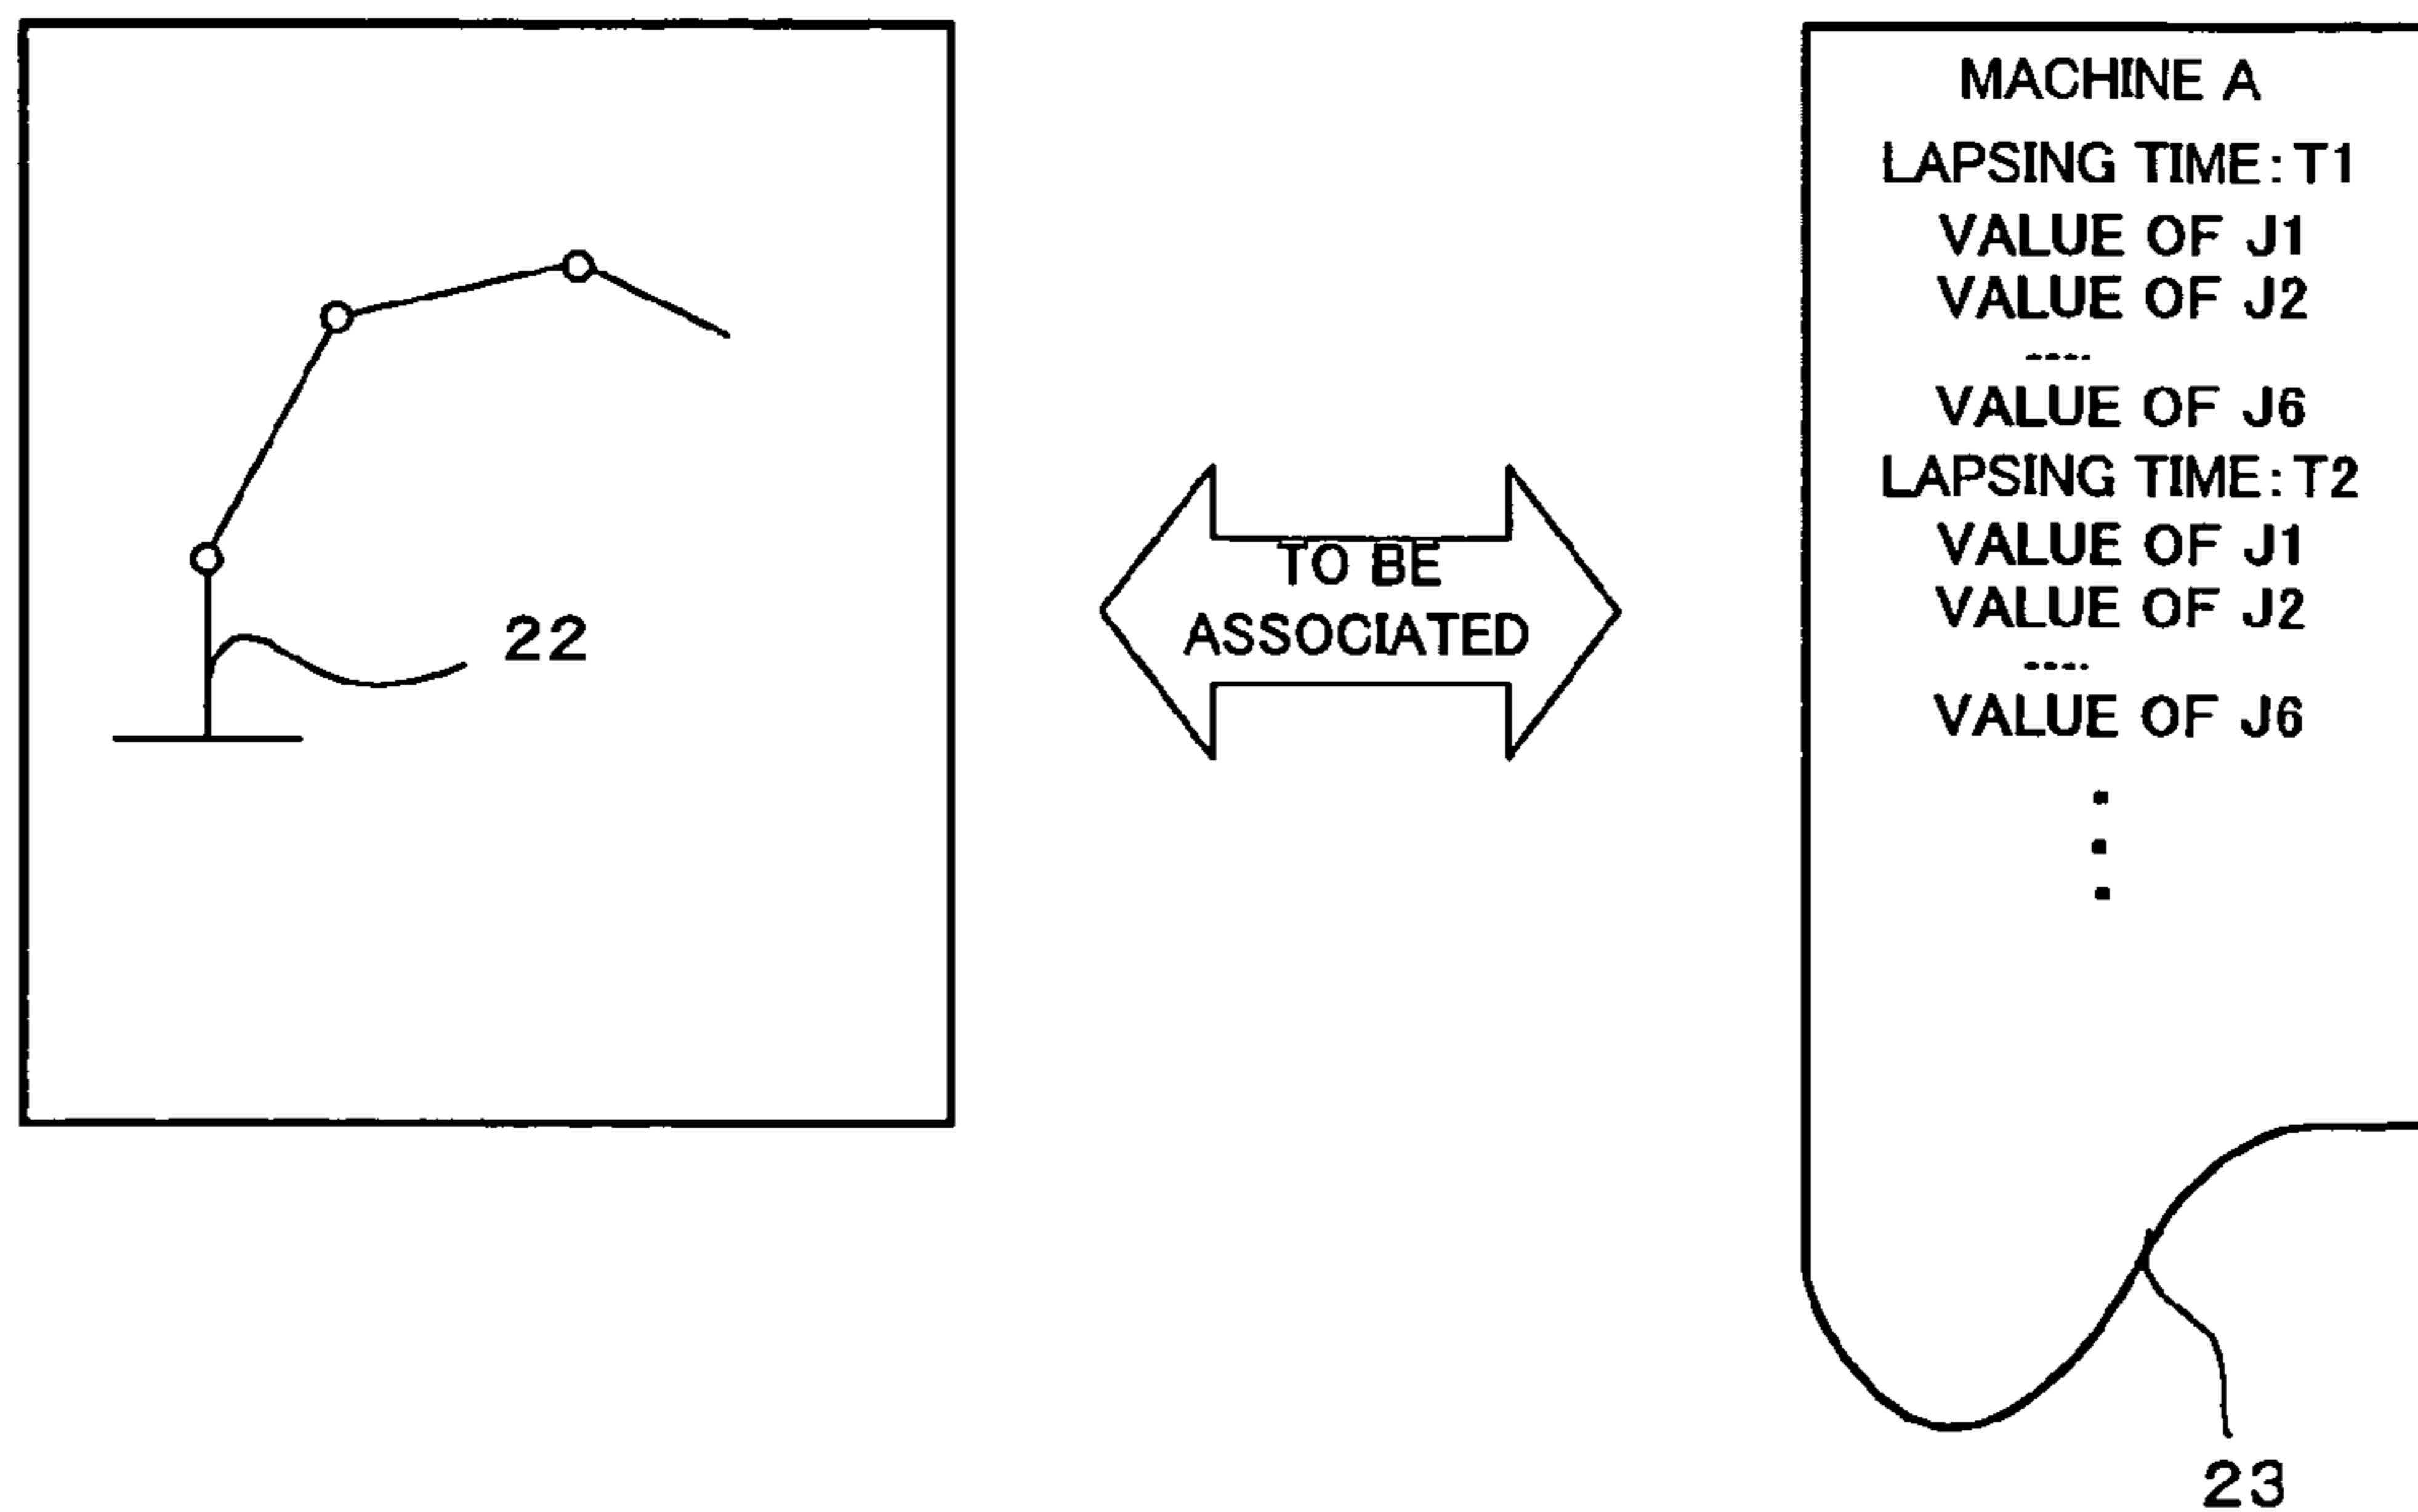 22
TO BE
ASSOCIATED
MACHINE A
LAPSING TIME:T1
VALUE OF J1
VALUE OF J2
----
VALUE OF J6
LAPSING TIME:T2
VALUE OF J1
VALUE OF J2
----
VALUE OF J6
23